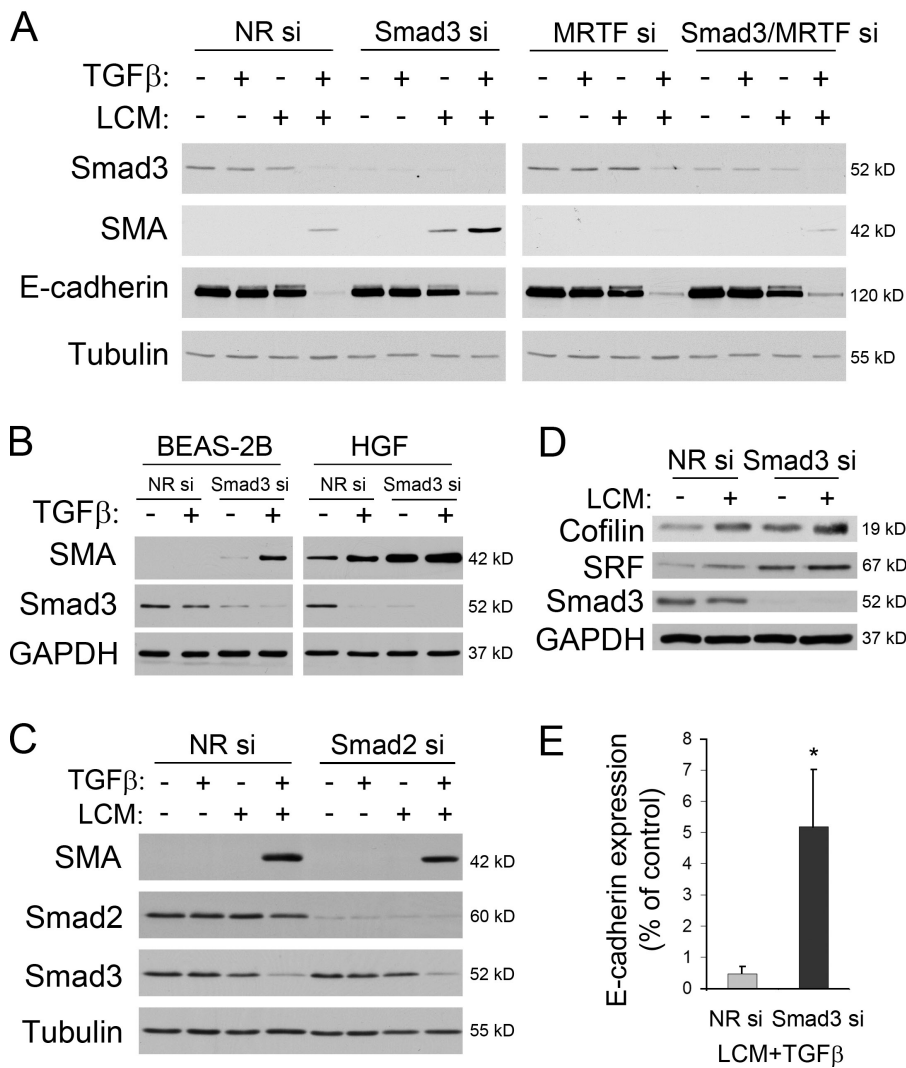 A
NR si Smad3 si MRTF si Smad3/MRTF si
TGFβ: - + - + - + - + - + - + - + - +
LCM: - - + + - - + + - - + + - - + +
Smad3 52 kD
SMA 42 kD
E-cadherin 120 kD
Tubulin 55 kD
B
BEAS-2B HGF
NR si Smad3 si NR si Smad3 si
TGFβ: - + - + - + - +
SMA 42 kD
Smad3 52 kD
GAPDH 37 kD
D
NR si Smad3 si
LCM: - + - +
Cofilin 19 kD
SRF 67 kD
Smad3 52 kD
GAPDH 37 kD
C
NR si Smad2 si
TGFβ: - + - + - + - +
LCM: - - + + - - + +
SMA 42 kD
Smad2 60 kD
Smad3 52 kD
Tubulin 55 kD
E
E-cadherin expression
(% of control)
8
7
6
5
4
3
2
1
0
*
NR si Smad3 si
LCM+TGFβ